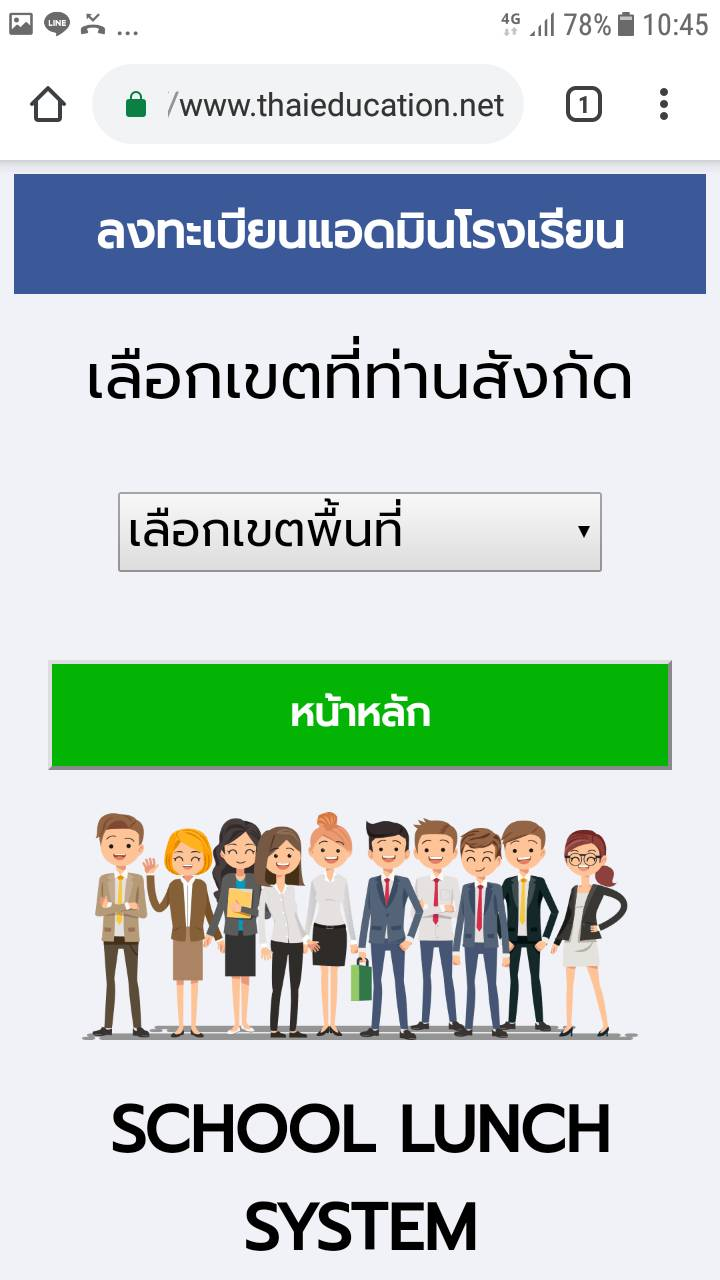 LINE
...
4G
78%
10:45
/www.thaieducation.net
1
ลงทะเบียนแอดมินโรงเรียน
เลือกเขตที่ท่านสังกัด
เลือกเขตพื้นที่
หน้าหลัก
SCHOOL LUNCH
SYSTEM